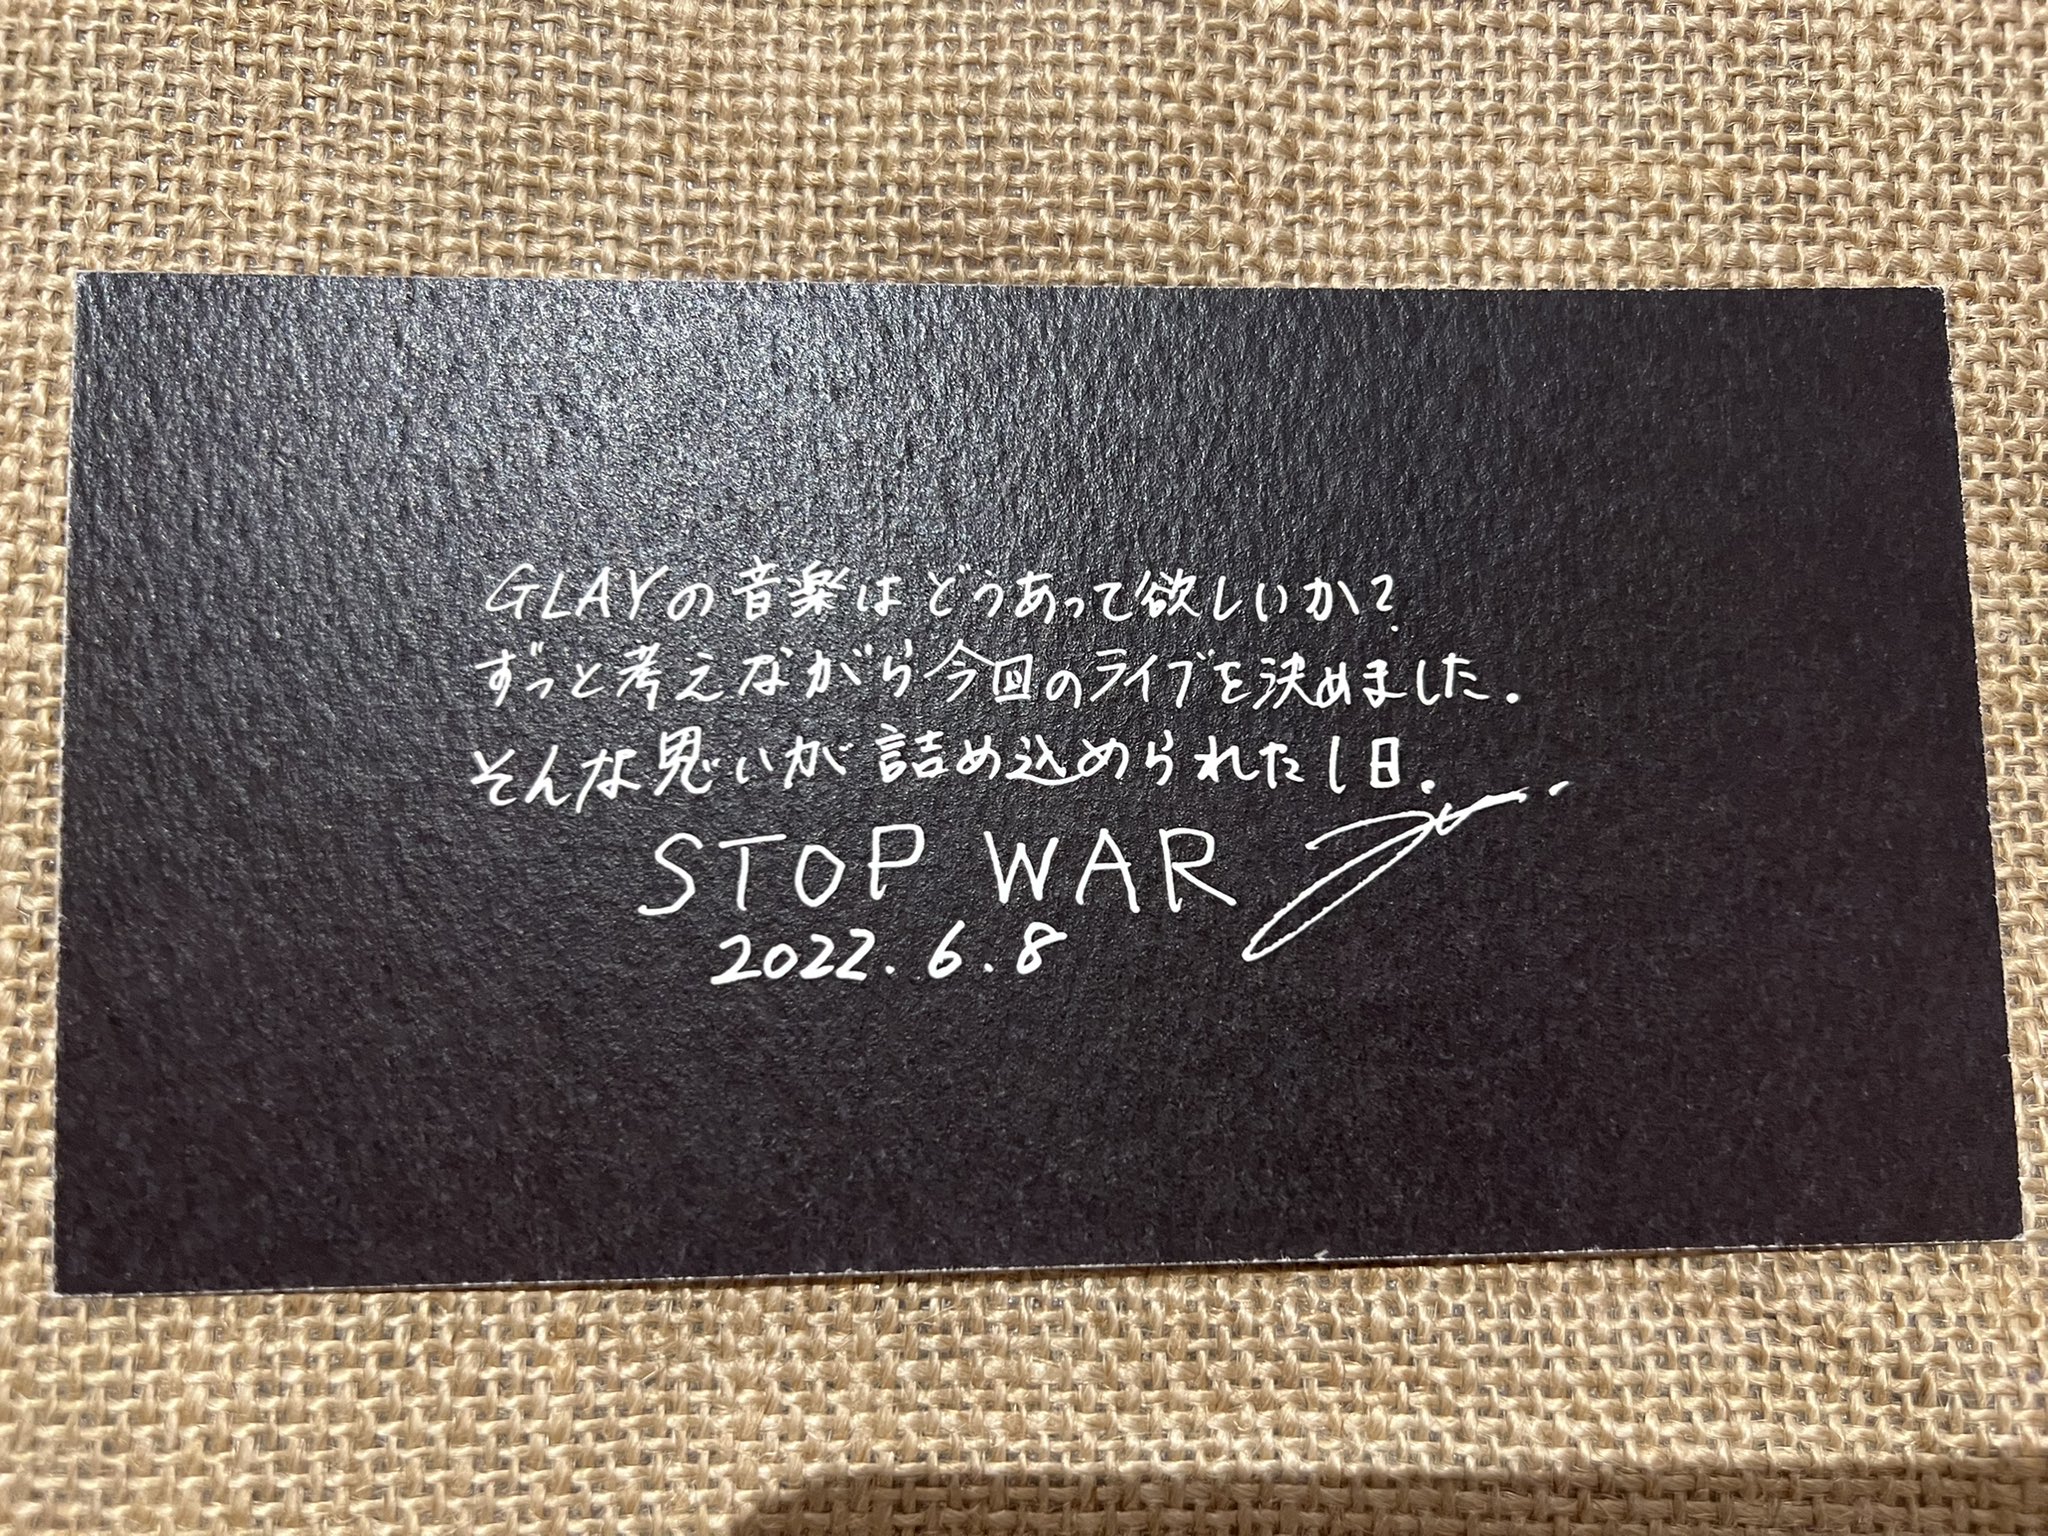 GLAYの音楽はどうあって欲しいか?
ずっと考えながら今回のライブを決めました.
そんな思いが詰め込められた1日.
STOP WAR
2022.6.8